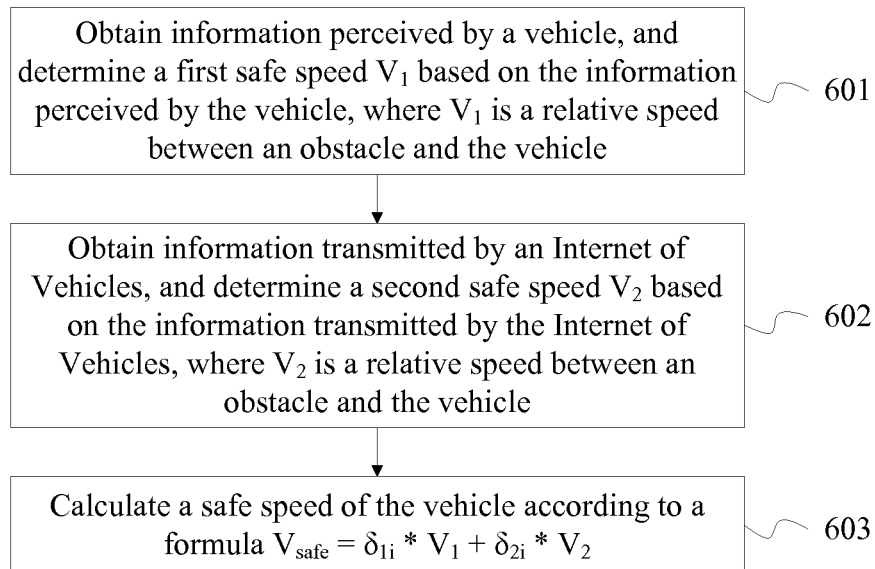 Obtain information perceived by a vehicle, and
determine a first safe speed V₁ based on the information
perceived by the vehicle, where V₁ is a relative speed
between an obstacle and the vehicle
601
Obtain information transmitted by an Internet of
Vehicles, and determine a second safe speed V₂ based
on the information transmitted by the Internet of
Vehicles, where V₂ is a relative speed between an
obstacle and the vehicle
602
Calculate a safe speed of the vehicle according to a
formula V_safe = δ₁ᵢ * V₁ + δ₂ᵢ * V₂
603